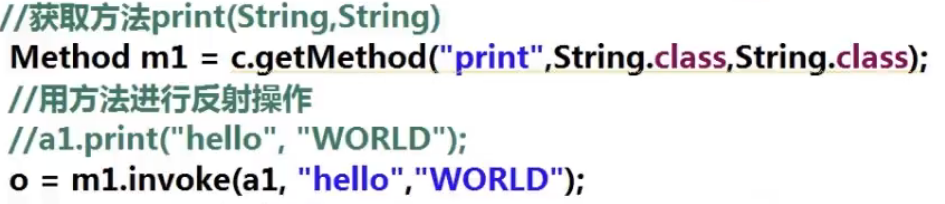 //获取方法print(String,String)
Method m1 = c.getMethod("print",String.class,String.class);
//用方法进行反射操作
//a1.print("hello", "WORLD");
o = m1.invoke(a1, "hello","WORLD");